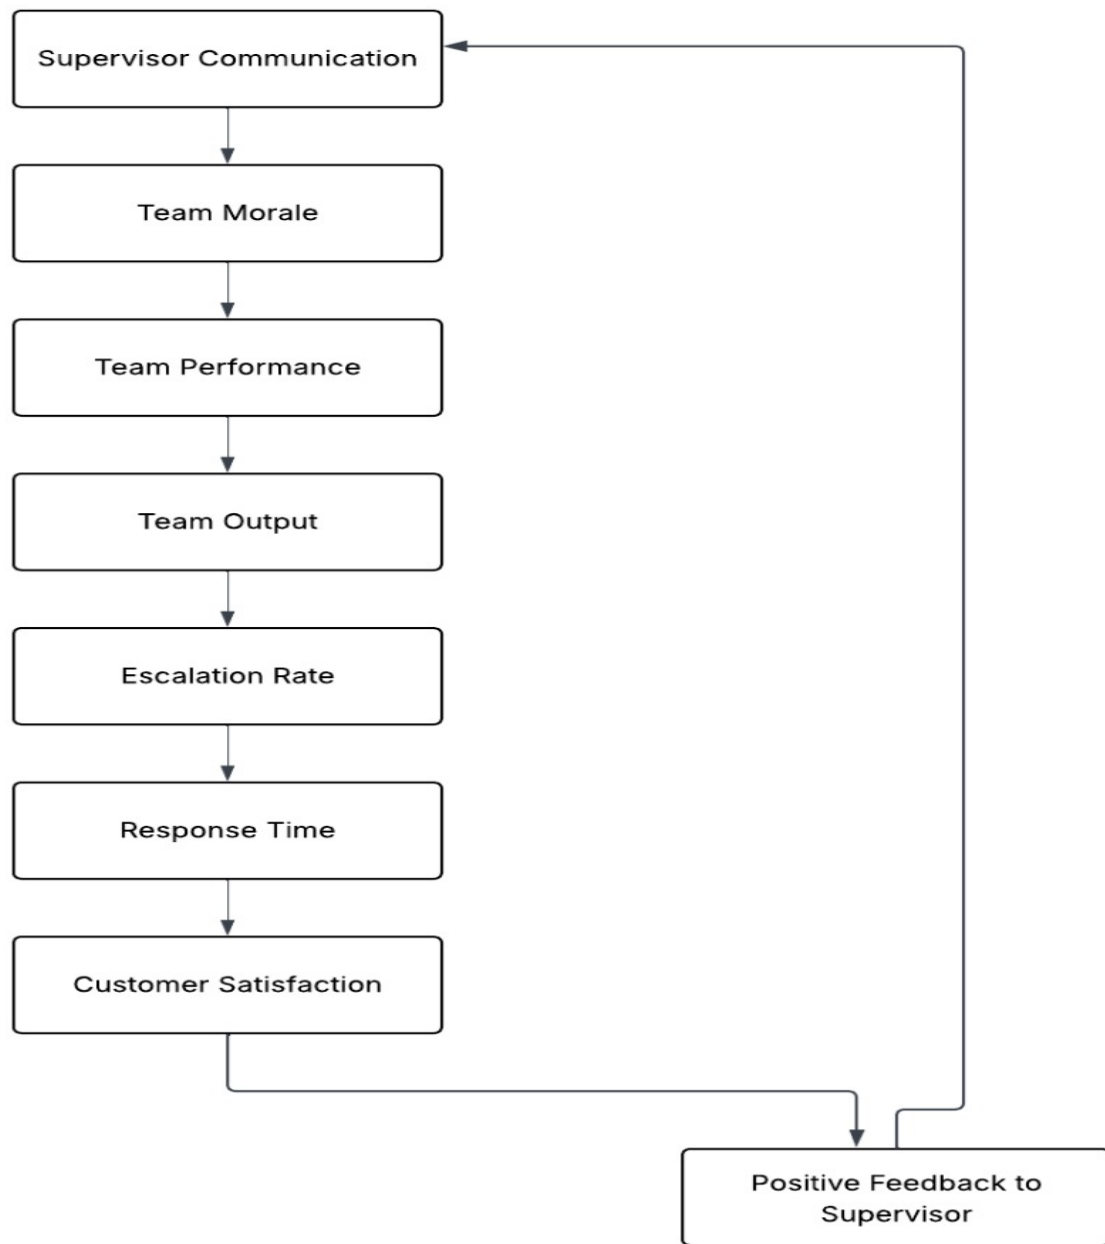 Supervisor Communication
Team Morale
Team Performance
Team Output
Escalation Rate
Response Time
Customer Satisfaction
Positive Feedback to
Supervisor